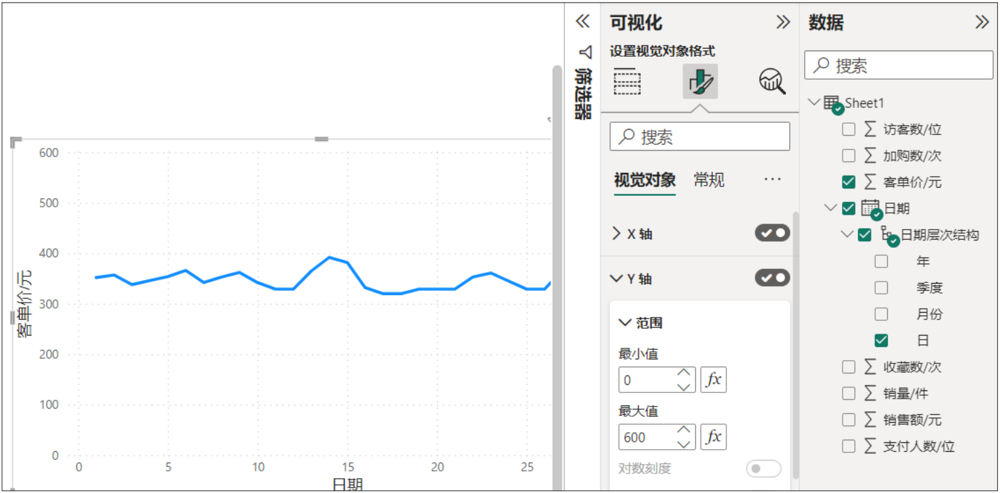 600
500
400
300
200
100
0
客单价/元
0
5
10
15
20
25
日期
筛选器
可视化
设置视觉对象格式
搜索
视觉对象
常规
...
X 轴
Y 轴
范围
最小值
0
fx
最大值
600
fx
对数刻度
数据
搜索
Sheet1
∑ 访客数/位
∑ 加购数/次
∑ 客单价/元
日期
日期层次结构
年
季度
月份
日
∑ 收藏数/次
∑ 销量/件
∑ 销售额/元
∑ 支付人数/位